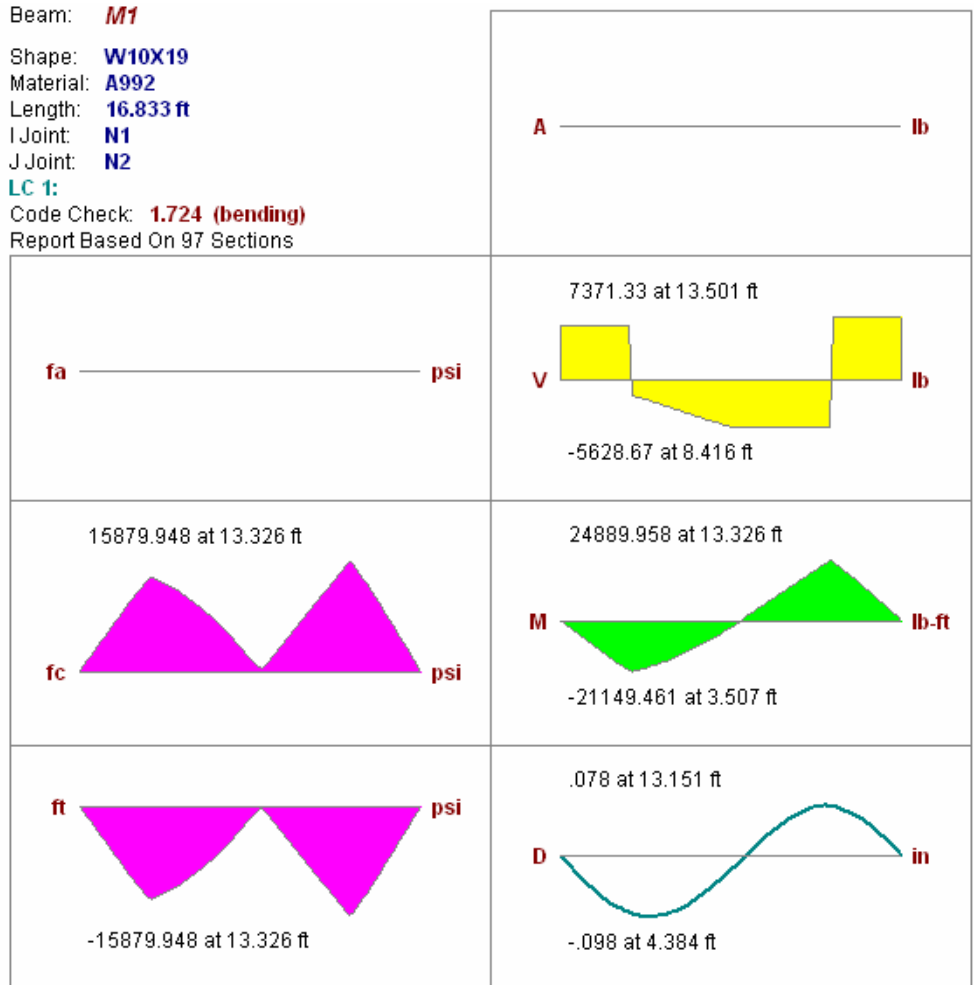 Beam: M1
Shape: W10X19
Material: A992
Length: 16.833 ft
I Joint: N1
J Joint: N2
LC 1:
Code Check: 1.724 (bending)
Report Based On 97 Sections
A lb
fa psi
7371.33 at 13.501 ft
V lb
-5628.67 at 8.416 ft
15879.948 at 13.326 ft
fc psi
24889.958 at 13.326 ft
M lb-ft
-21149.461 at 3.507 ft
ft psi
-15879.948 at 13.326 ft
.078 at 13.151 ft
D in
-.098 at 4.384 ft